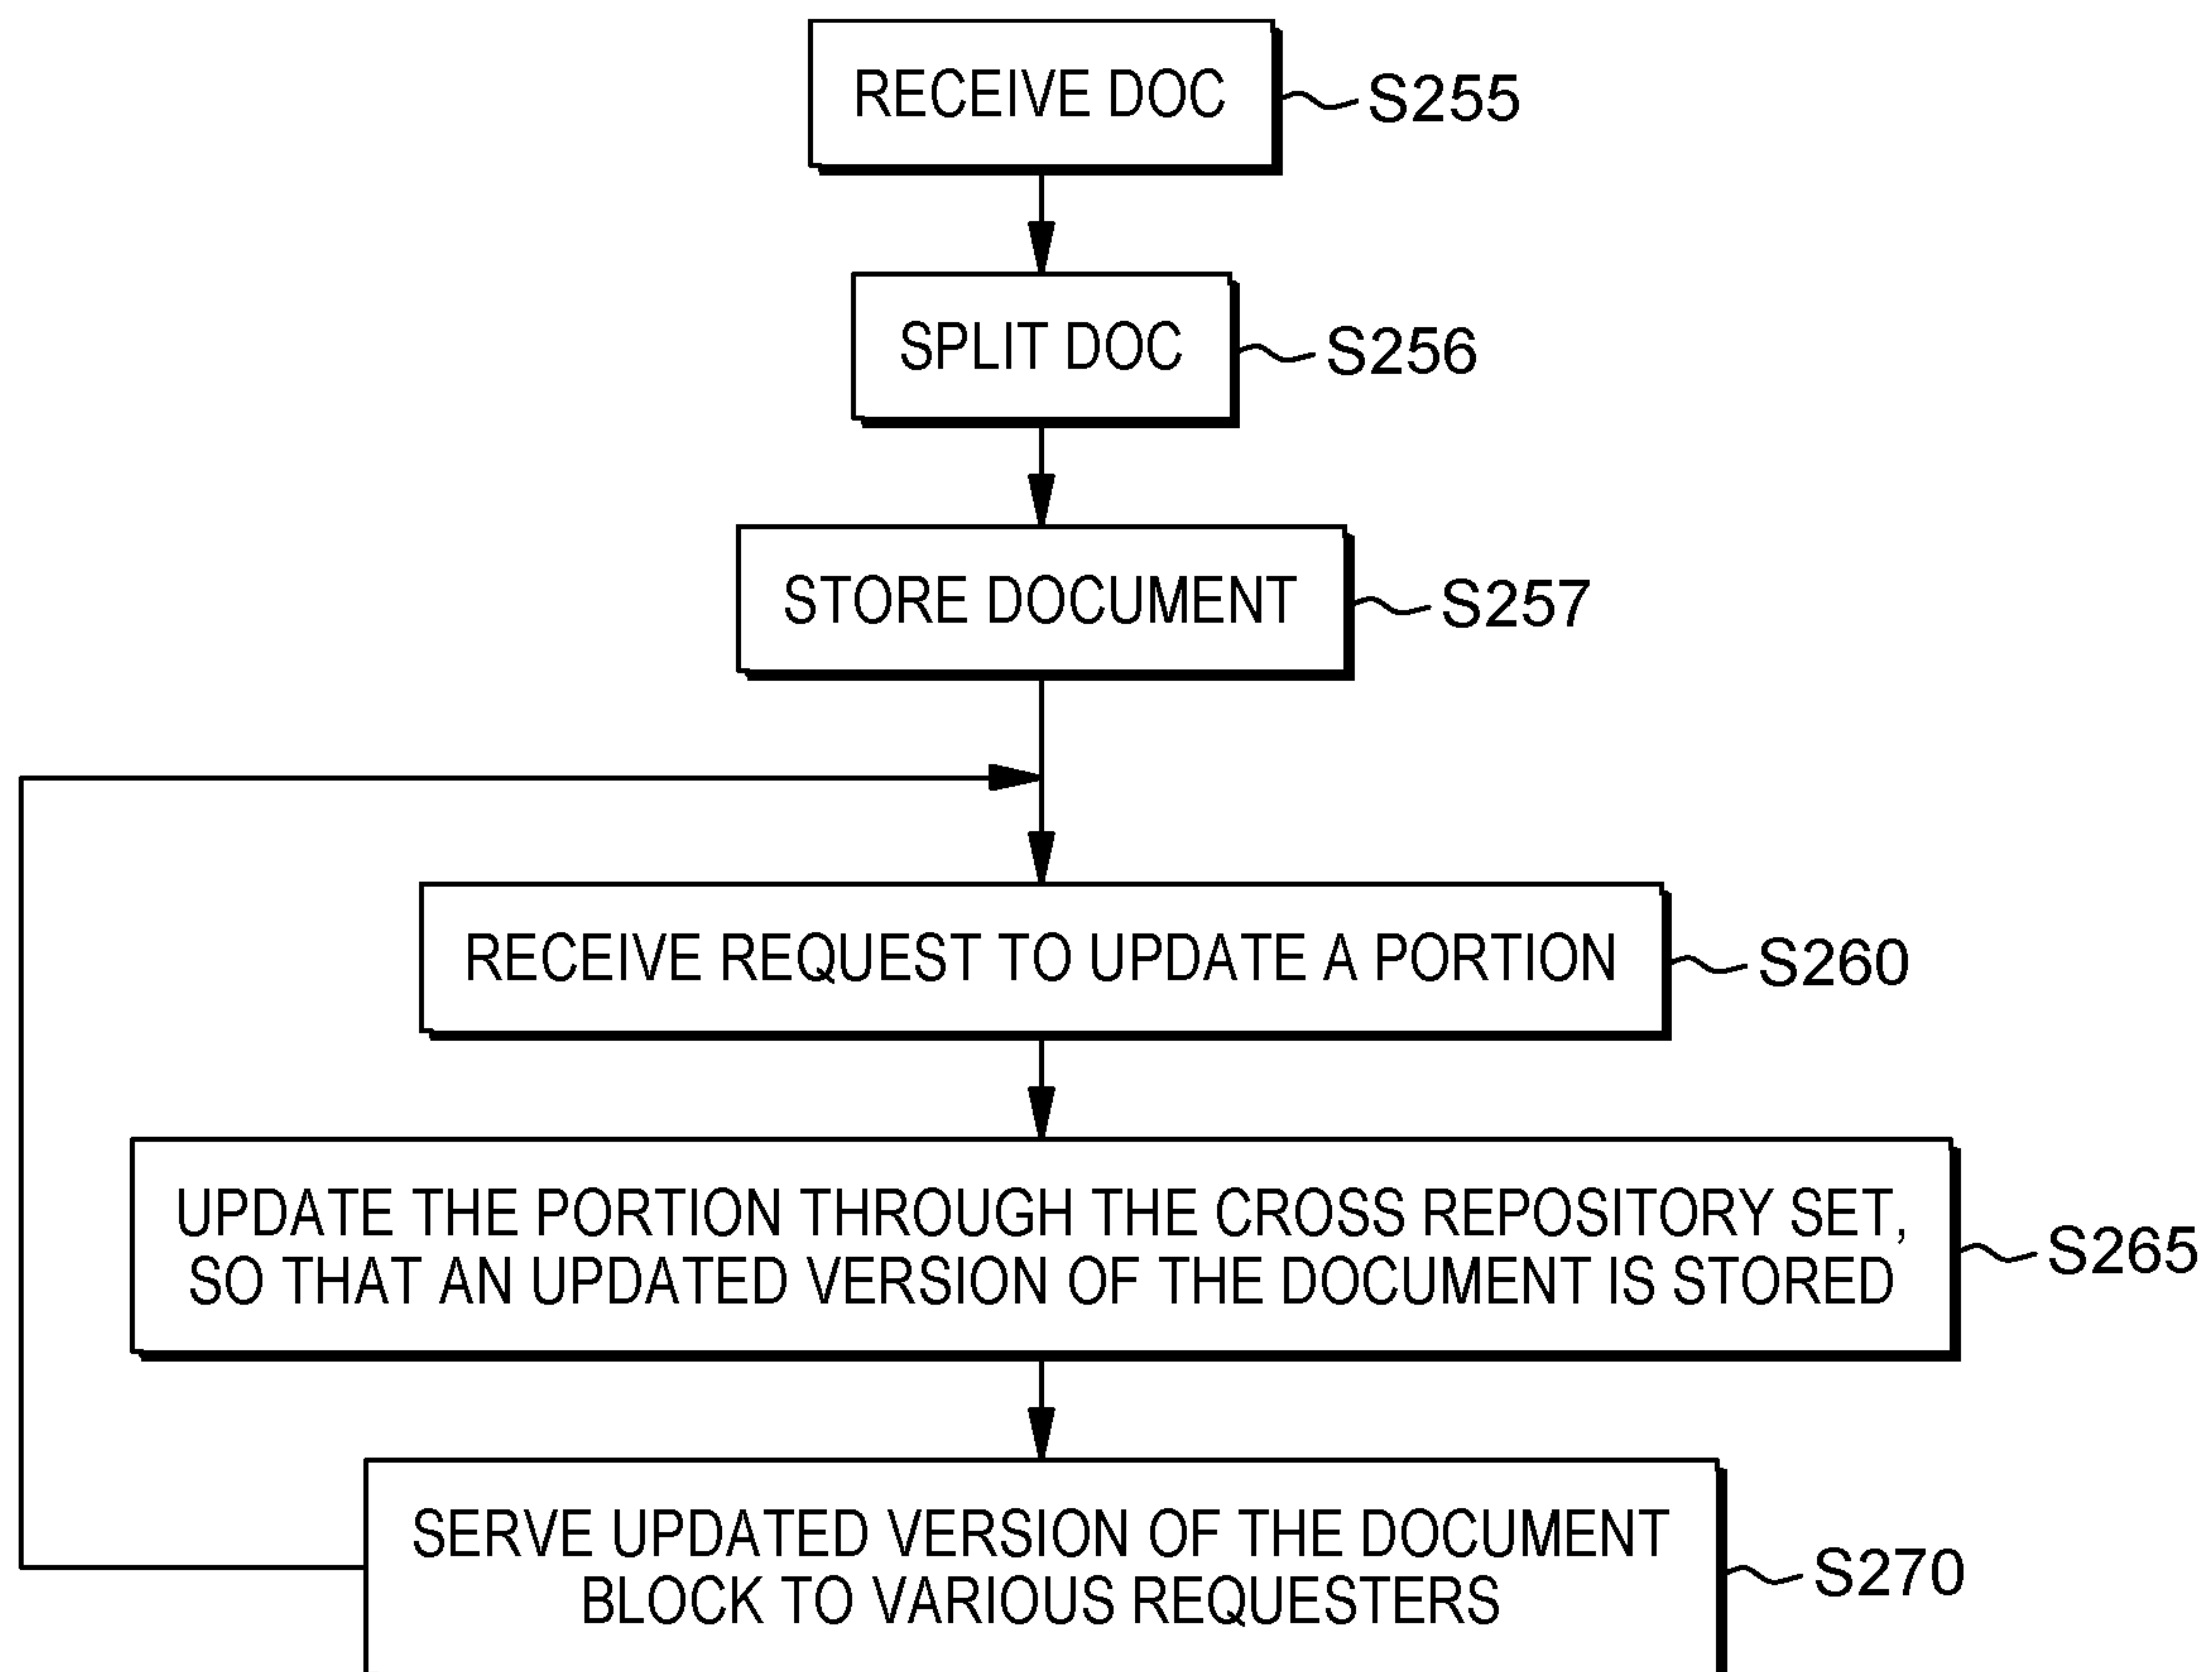 RECEIVE DOC
S255
SPLIT DOC
S256
STORE DOCUMENT
S257
RECEIVE REQUEST TO UPDATE A PORTION
S260
UPDATE THE PORTION THROUGH THE CROSS REPOSITORY SET,
SO THAT AN UPDATED VERSION OF THE DOCUMENT IS STORED
S265
SERVE UPDATED VERSION OF THE DOCUMENT
BLOCK TO VARIOUS REQUESTERS
S270